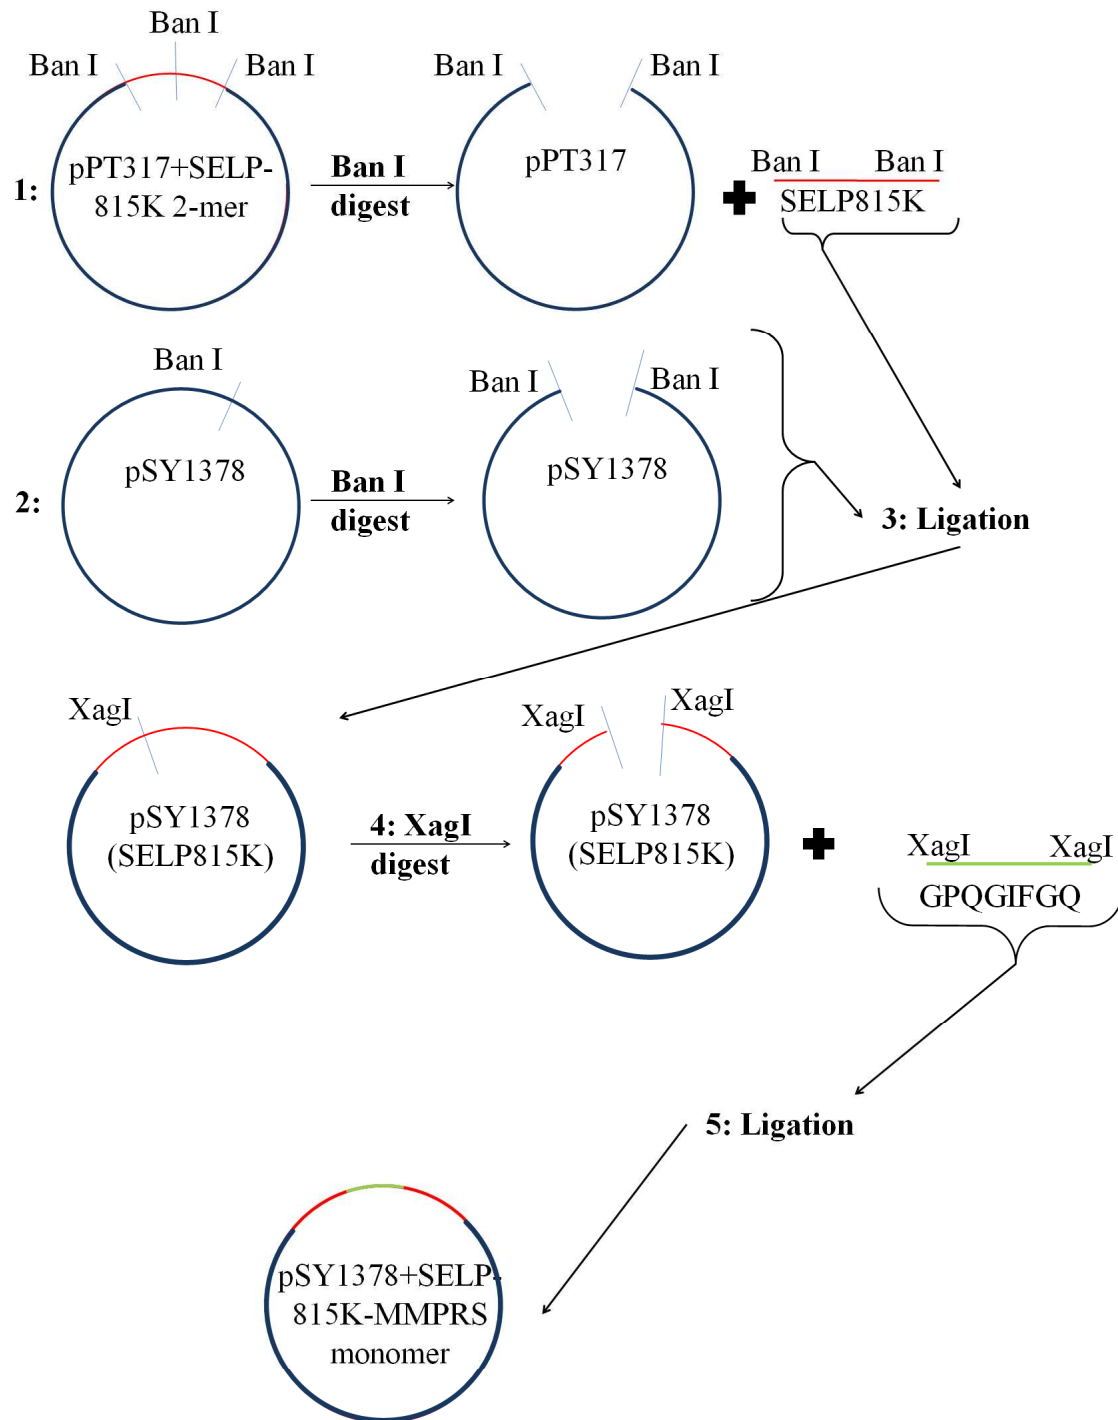 Ban I
Ban I
Ban I
Ban I
Ban I
1:
pPT317+SELP-
815K 2-mer
Ban I
digest
pPT317
Ban I
Ban I
SELP815K
2:
Ban I
pSY1378
Ban I
digest
Ban I
Ban I
pSY1378
3: Ligation
XagI
pSY1378
(SELP815K)
4: XagI
digest
XagI
XagI
pSY1378
(SELP815K)
XagI
XagI
GPQGIFGQ
5: Ligation
pSY1378+SELP-
815K-MMPRS
monomer